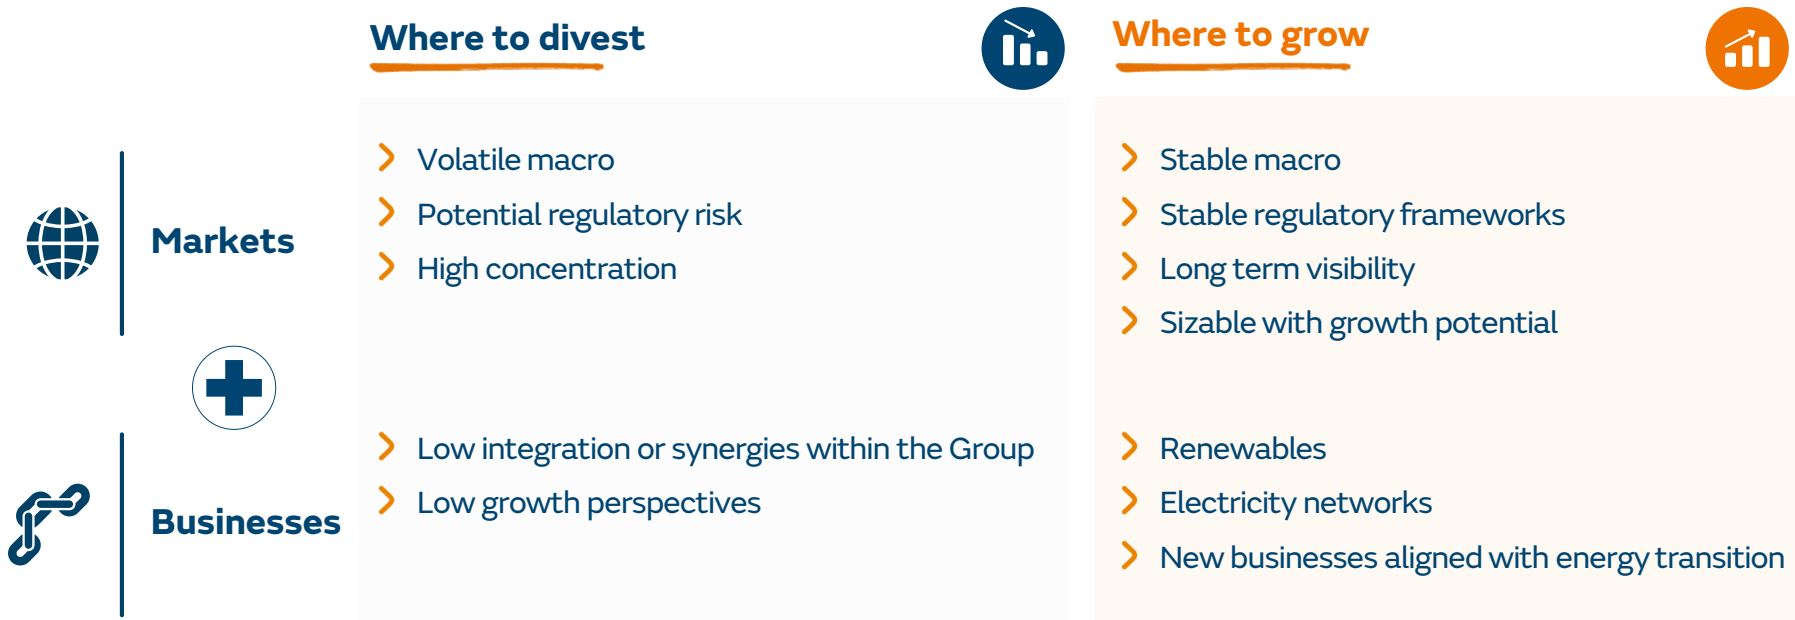 Where to divest
Where to grow
Markets
Volatile macro
Potential regulatory risk
High concentration
Stable macro
Stable regulatory frameworks
Long term visibility
Sizable with growth potential
Businesses
Low integration or synergies within the Group
Low growth perspectives
Renewables
Electricity networks
New businesses aligned with energy transition